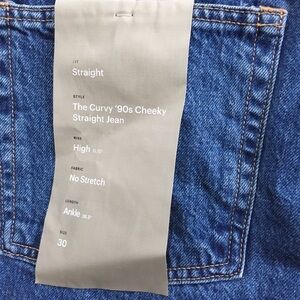 FIT
Straight
STYLE
The Curvy '90s Cheeky
Straight Jean
RISE
High
FABRIC
No Stretch
LENGTH
Ankle
SIZE
30